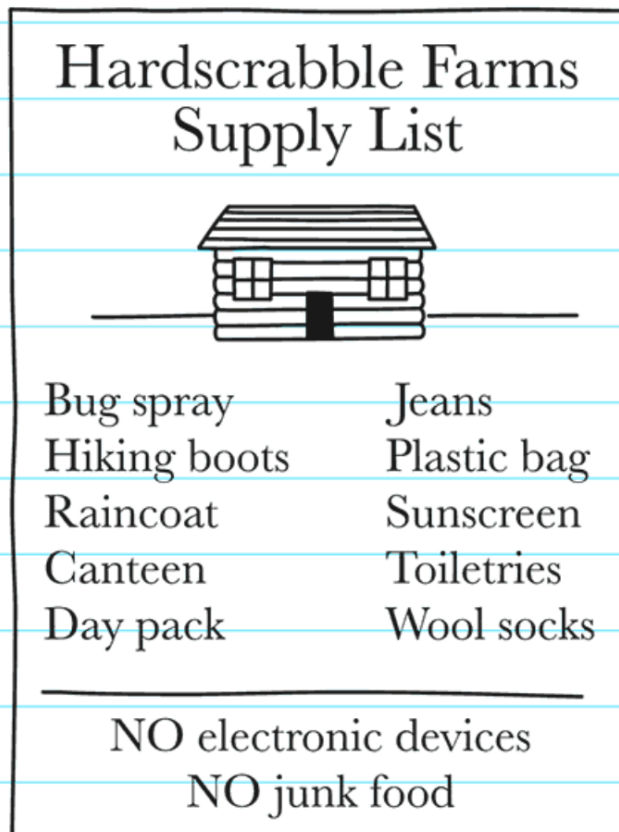 Hardscrabble Farms
Supply List
Bug spray
Hiking boots
Raincoat
Canteen
Day pack
Jeans
Plastic bag
Sunscreen
Toiletries
Wool socks
NO electronic devices
NO junk food